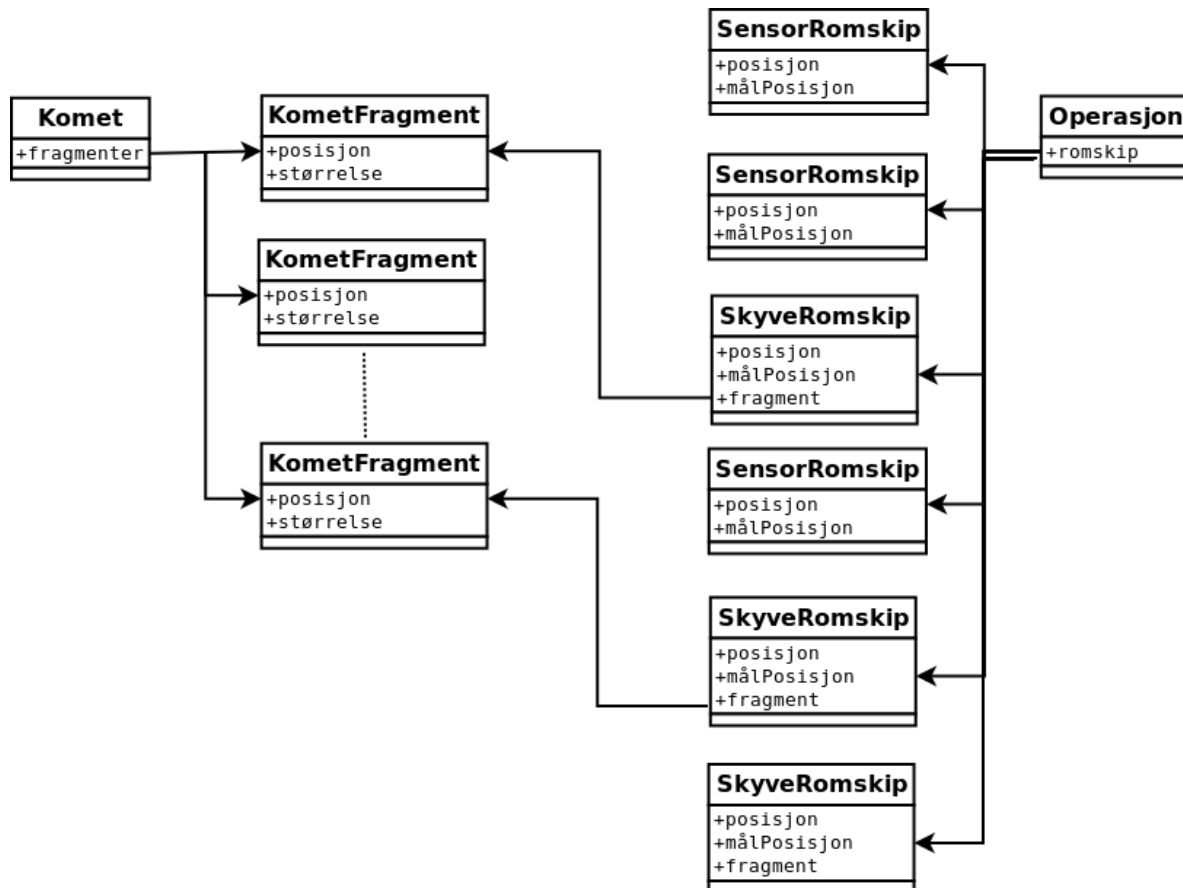 Komet
+fragmenter
KometFragment
+posisjon
+størrelse
KometFragment
+posisjon
+størrelse
KometFragment
+posisjon
+størrelse
SensorRomskip
+posisjon
+målPosisjon
SensorRomskip
+posisjon
+målPosisjon
SkyveRomskip
+posisjon
+målPosisjon
+fragment
SensorRomskip
+posisjon
+målPosisjon
SkyveRomskip
+posisjon
+målPosisjon
+fragment
SkyveRomskip
+posisjon
+målPosisjon
+fragment
Operasjon
+romskip